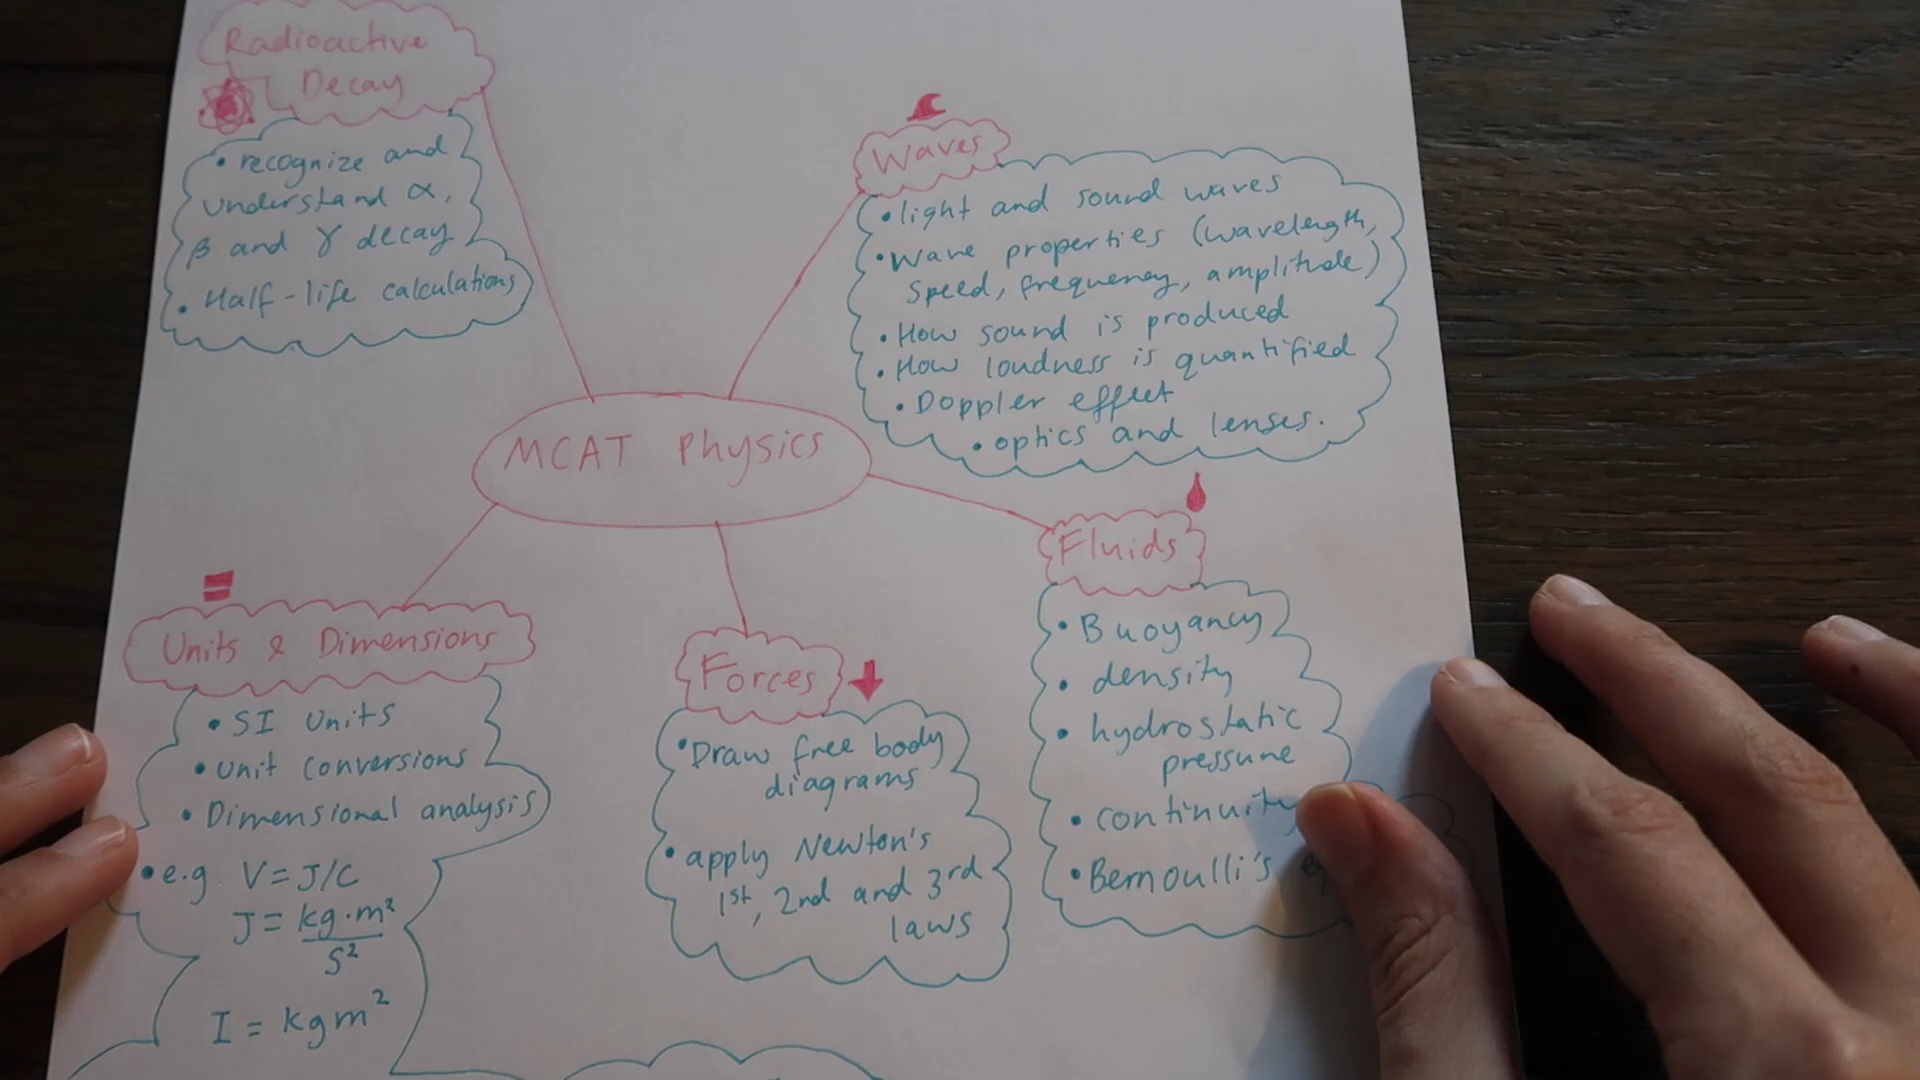 Radioactive
Decay
• recognize and
understand α,
β and γ decay
• Half-life calculations
Waves
• light and sound waves
• Wave properties (wavelength,
speed, frequency, amplitude)
• How sound is produced
• How loudness is quantified
• Doppler effect
• optics and lenses.
MCAT Physics
Fluids
• Buoyancy
• density
• hydrostatic
pressure
• continuity
• Bernoulli's
Units & Dimensions
• SI Units
• Unit conversions
• Dimensional analysis
• e.g V = J/C
J = kg·m²
s²
I = kgm²
Forces
• Draw free body
diagrams
• apply Newton's
1st, 2nd and 3rd
laws